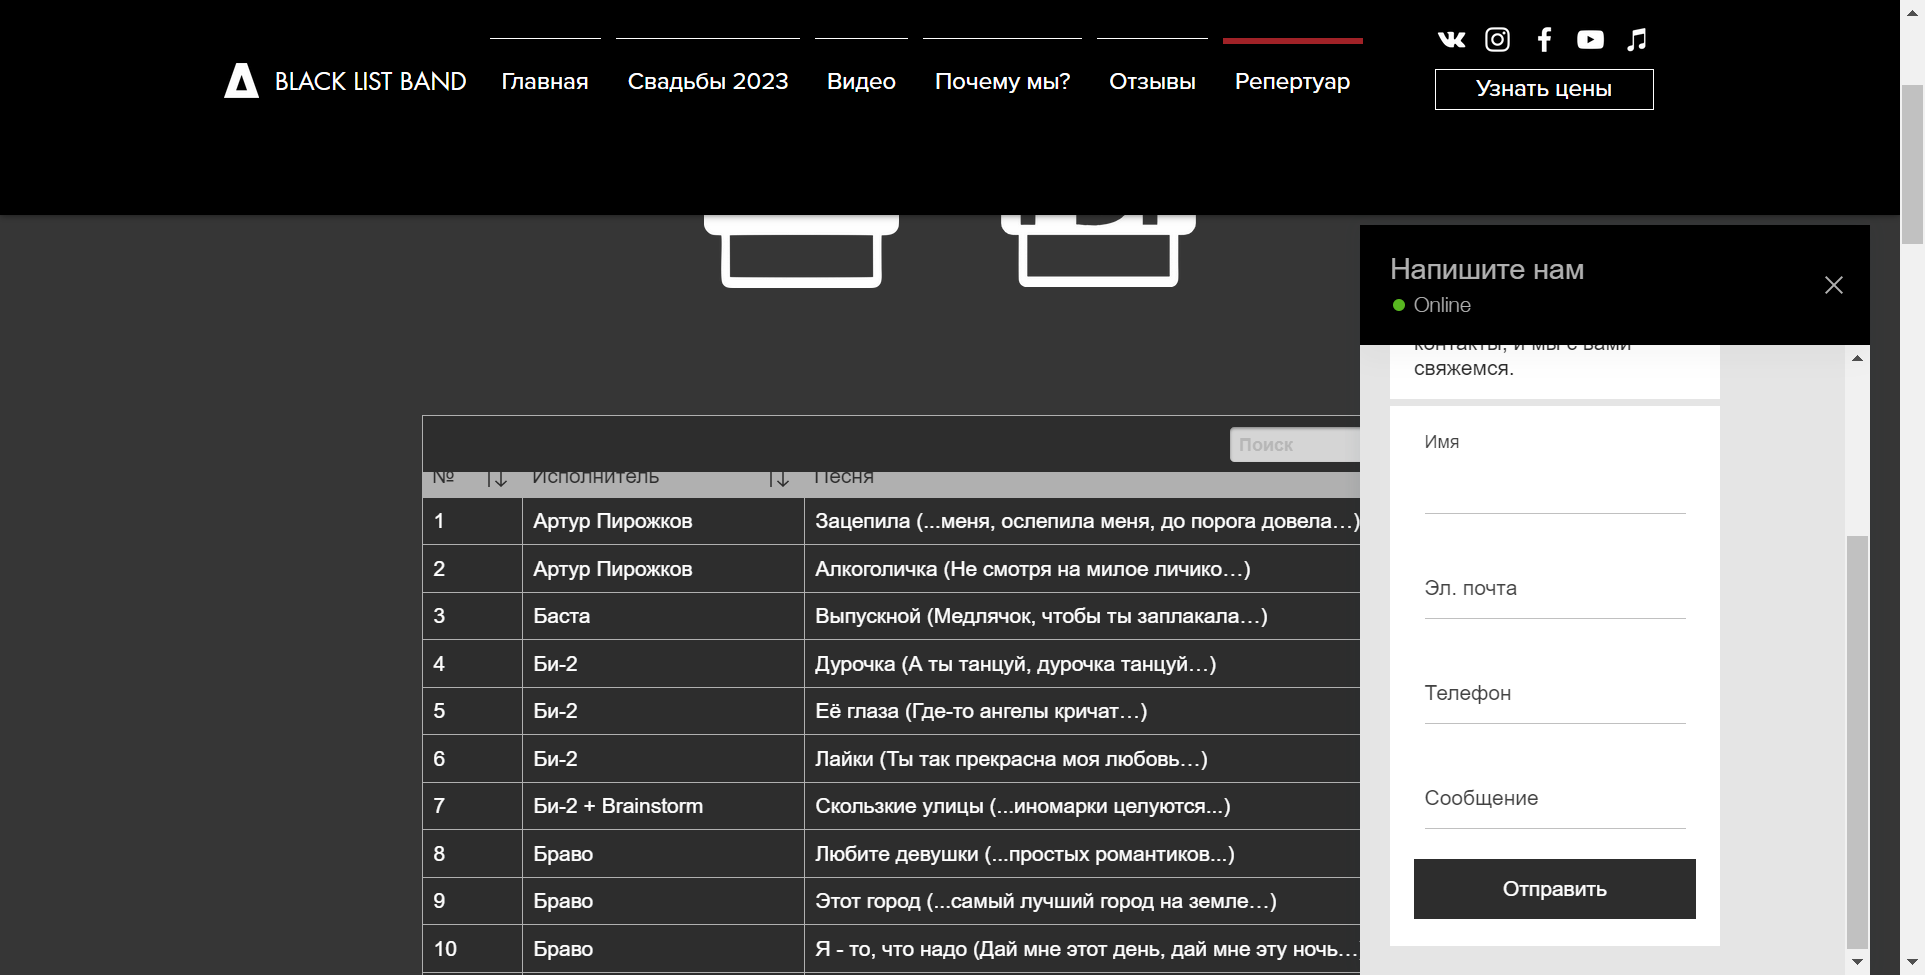 BLACK LIST BAND
Главная
Свадьбы 2023
Видео
Почему мы?
Отзывы
Репертуар
Узнать цены
Напишите нам
Online
контакты, и мы с вами
свяжемся.
Поиск
№ Исполнитель Песня
1 Артур Пирожков Зацепила (...меня, ослепила меня, до порога довела…)
2 Артур Пирожков Алкоголичка (Не смотря на милое личико…)
3 Баста Выпускной (Медлячок, чтобы ты заплакала…)
4 Би-2 Дурочка (А ты танцуй, дурочка танцуй…)
5 Би-2 Её глаза (Где-то ангелы кричат…)
6 Би-2 Лайки (Ты так прекрасна моя любовь…)
7 Би-2 + Brainstorm Скользкие улицы (...иномарки целуются...)
8 Браво Любите девушки (...простых романтиков...)
9 Браво Этот город (...самый лучший город на земле…)
10 Браво Я - то, что надо (Дай мне этот день, дай мне эту ночь…
Имя
Эл. почта
Телефон
Сообщение
Отправить